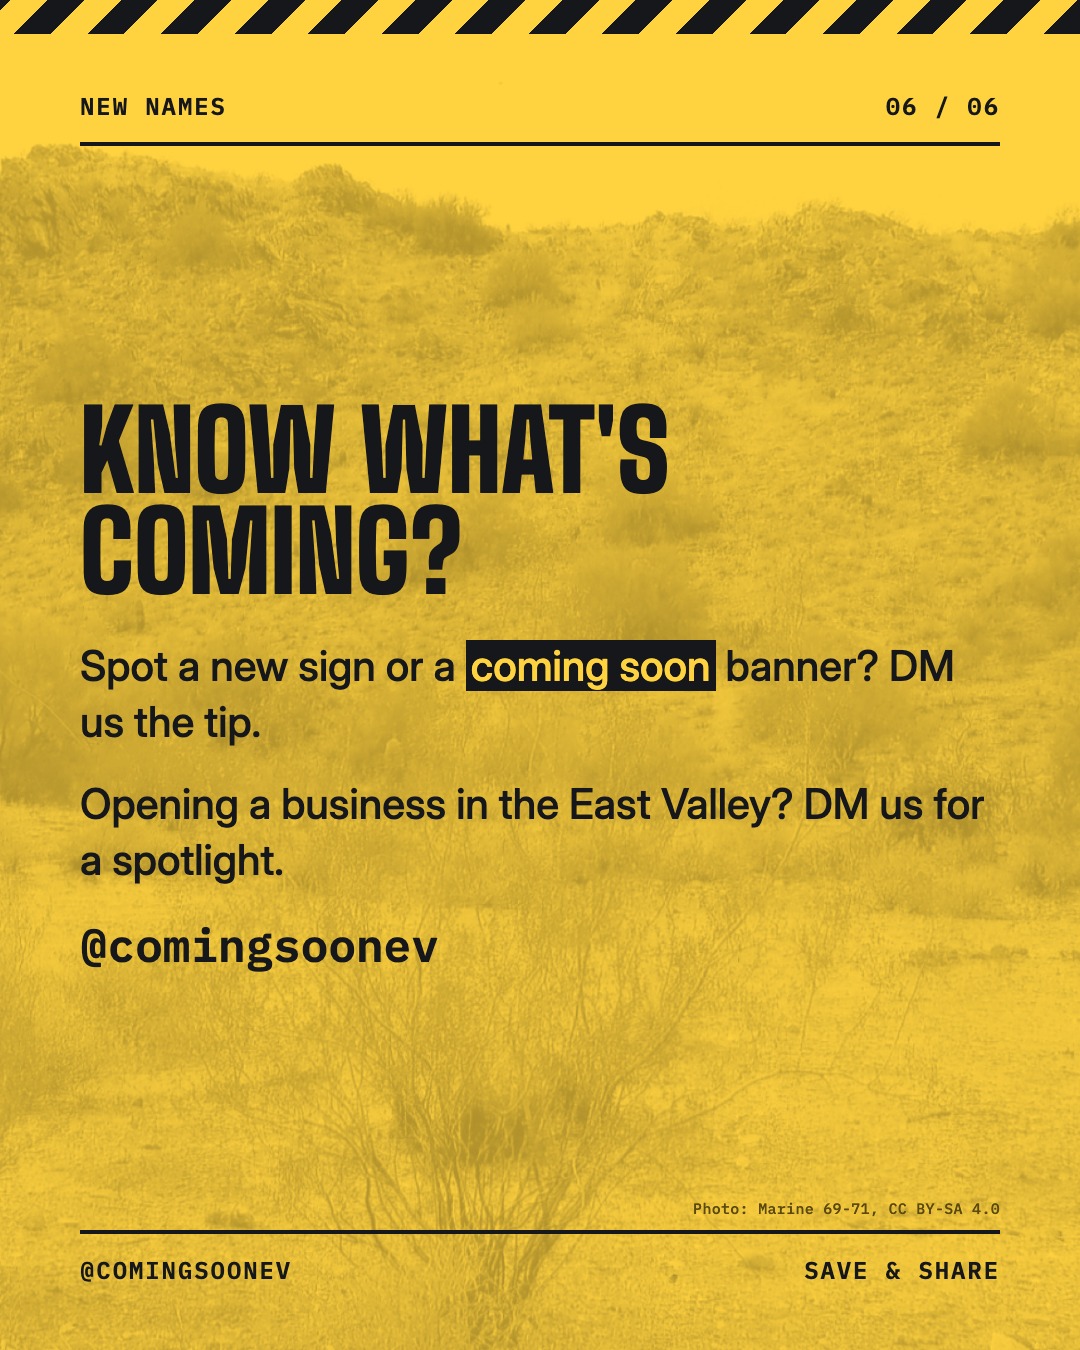 NEW NAMES
06 / 06
KNOW WHAT'S
COMING?
Spot a new sign or a coming soon banner? DM
us the tip.
Opening a business in the East Valley? DM us for
a spotlight.
@comingsoonev
Photo: Marine 69-71, CC BY-SA 4.0
@COMINGSOONEV
SAVE & SHARE